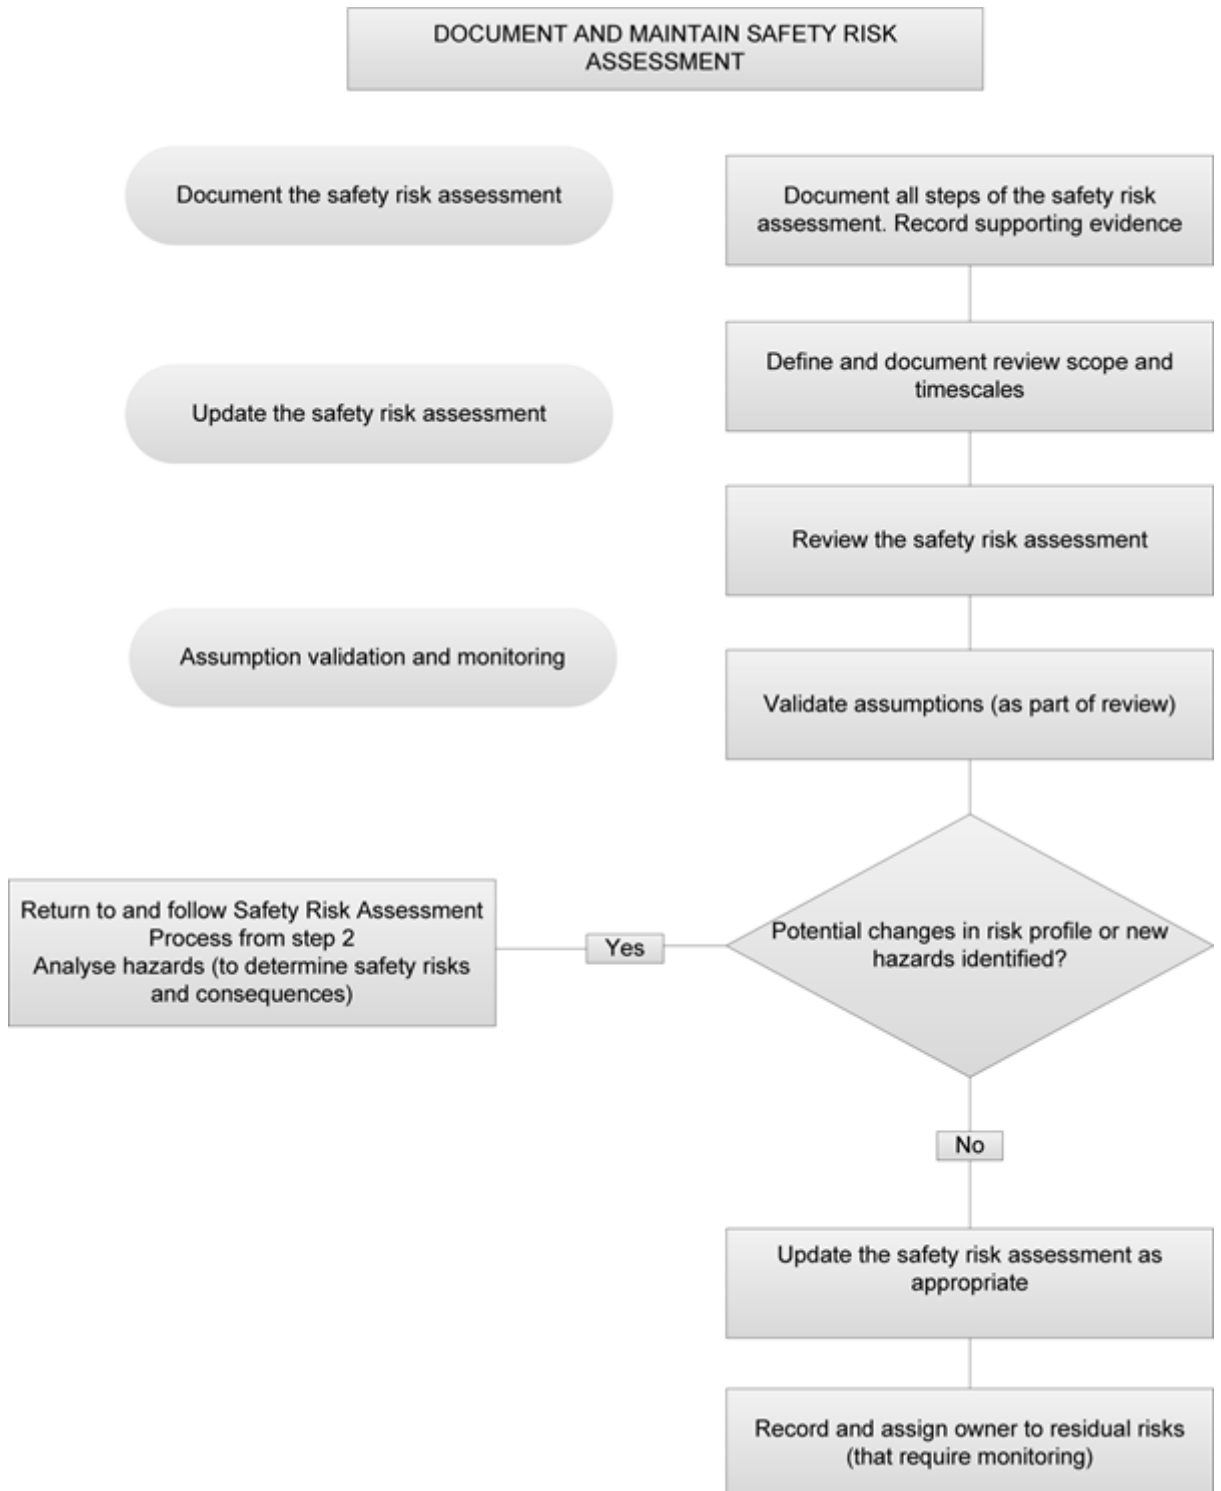 DOCUMENT AND MAINTAIN SAFETY RISK
ASSESSMENT
Document the safety risk assessment
Document all steps of the safety risk
assessment. Record supporting evidence
Define and document review scope and
timescales
Update the safety risk assessment
Review the safety risk assessment
Assumption validation and monitoring
Validate assumptions (as part of review)
Return to and follow Safety Risk Assessment
Process from step 2
Analyse hazards (to determine safety risks
and consequences)
Yes
Potential changes in risk profile or new
hazards identified?
No
Update the safety risk assessment as
appropriate
Record and assign owner to residual risks
(that require monitoring)